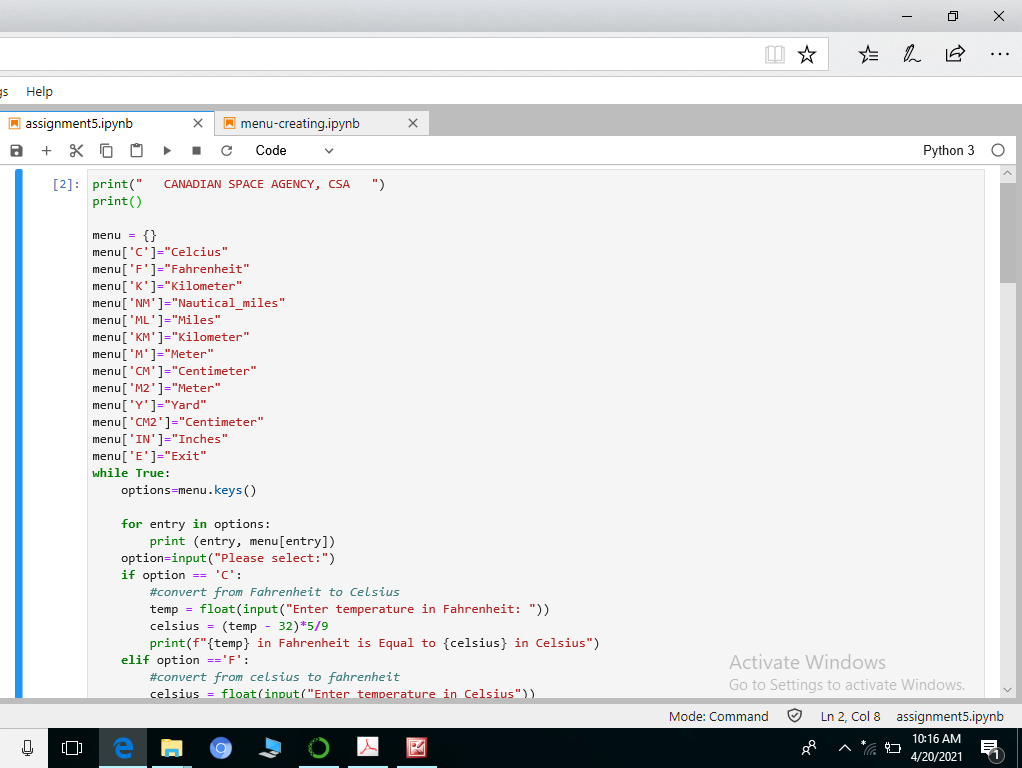 gs Help
assignment5.ipynb
menu-creating.ipynb
Code
Python 3
[2]:
print("   CANADIAN SPACE AGENCY, CSA   ")
print()
menu = {}
menu['C']="Celcius"
menu['F']="Fahrenheit"
menu['K']="Kilometer"
menu['NM']="Nautical_miles"
menu['ML']="Miles"
menu['KM']="Kilometer"
menu['M']="Meter"
menu['CM']="Centimeter"
menu['M2']="Meter"
menu['Y']="Yard"
menu['CM2']="Centimeter"
menu['IN']="Inches"
menu['E']="Exit"
while True:
    options=menu.keys()
    for entry in options:
        print (entry, menu[entry])
    option=input("Please select:")
    if option == 'C':
        #convert from Fahrenheit to Celsius
        temp = float(input("Enter temperature in Fahrenheit: "))
        celsius = (temp - 32)*5/9
        print(f"{temp} in Fahrenheit is Equal to {celsius} in Celsius")
    elif option =='F':
        #convert from celsius to fahrenheit
        celsius = float(input("Enter temperature in Celsius"))
Activate Windows
Go to Settings to activate Windows.
Mode: Command
Ln 2, Col 8
assignment5.ipynb
10:16 AM
4/20/2021
1